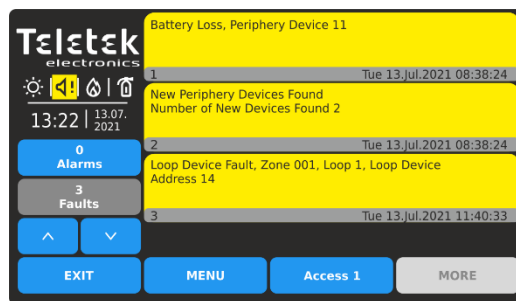 Teletek
electronics
13:22 | 13.07.
2021
0
Alarms
3
Faults
Battery Loss, Periphery Device 11
1 Tue 13.Jul.2021 08:38:24
New Periphery Devices Found
Number of New Devices Found 2
2 Tue 13.Jul.2021 08:38:24
Loop Device Fault, Zone 001, Loop 1, Loop Device
Address 14
3 Tue 13.Jul.2021 11:40:33
EXIT MENU Access 1 MORE